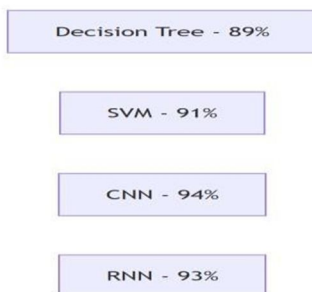 Decision Tree - 89%
SVM - 91%
CNN - 94%
RNN - 93%